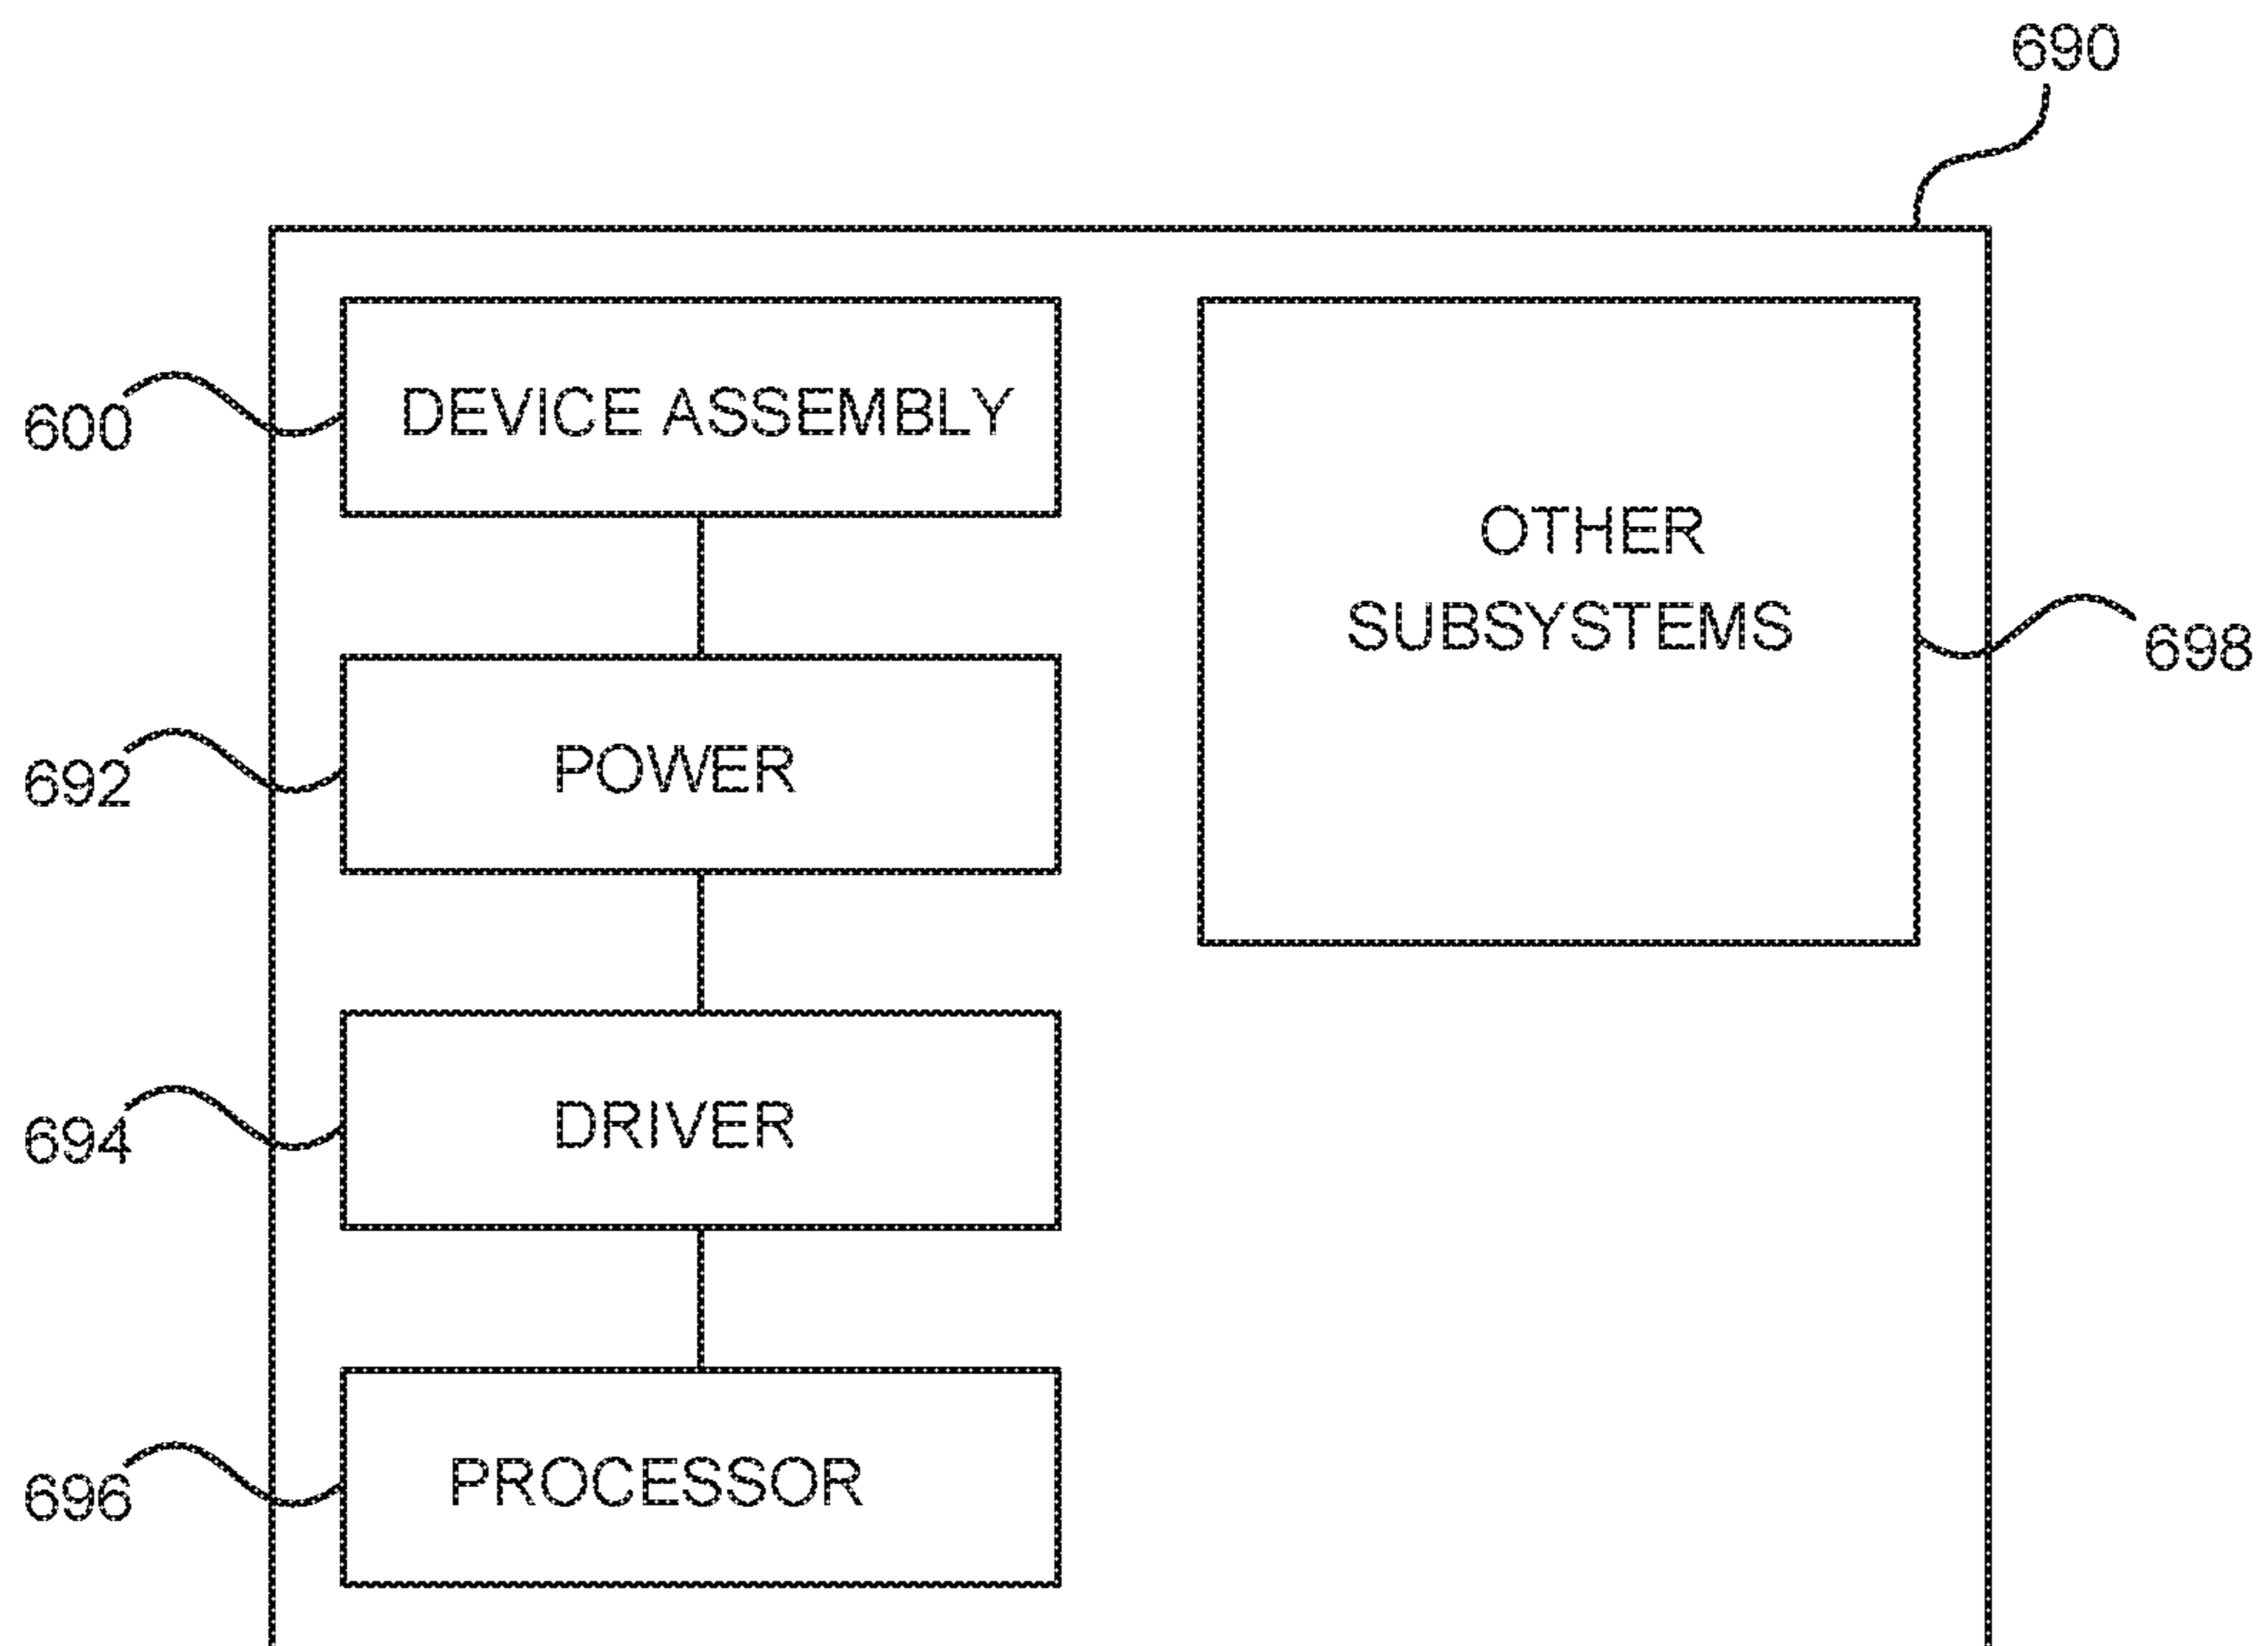 690
600
DEVICE ASSEMBLY
OTHER
SUBSYSTEMS
698
692
POWER
694
DRIVER
696
PROCESSOR